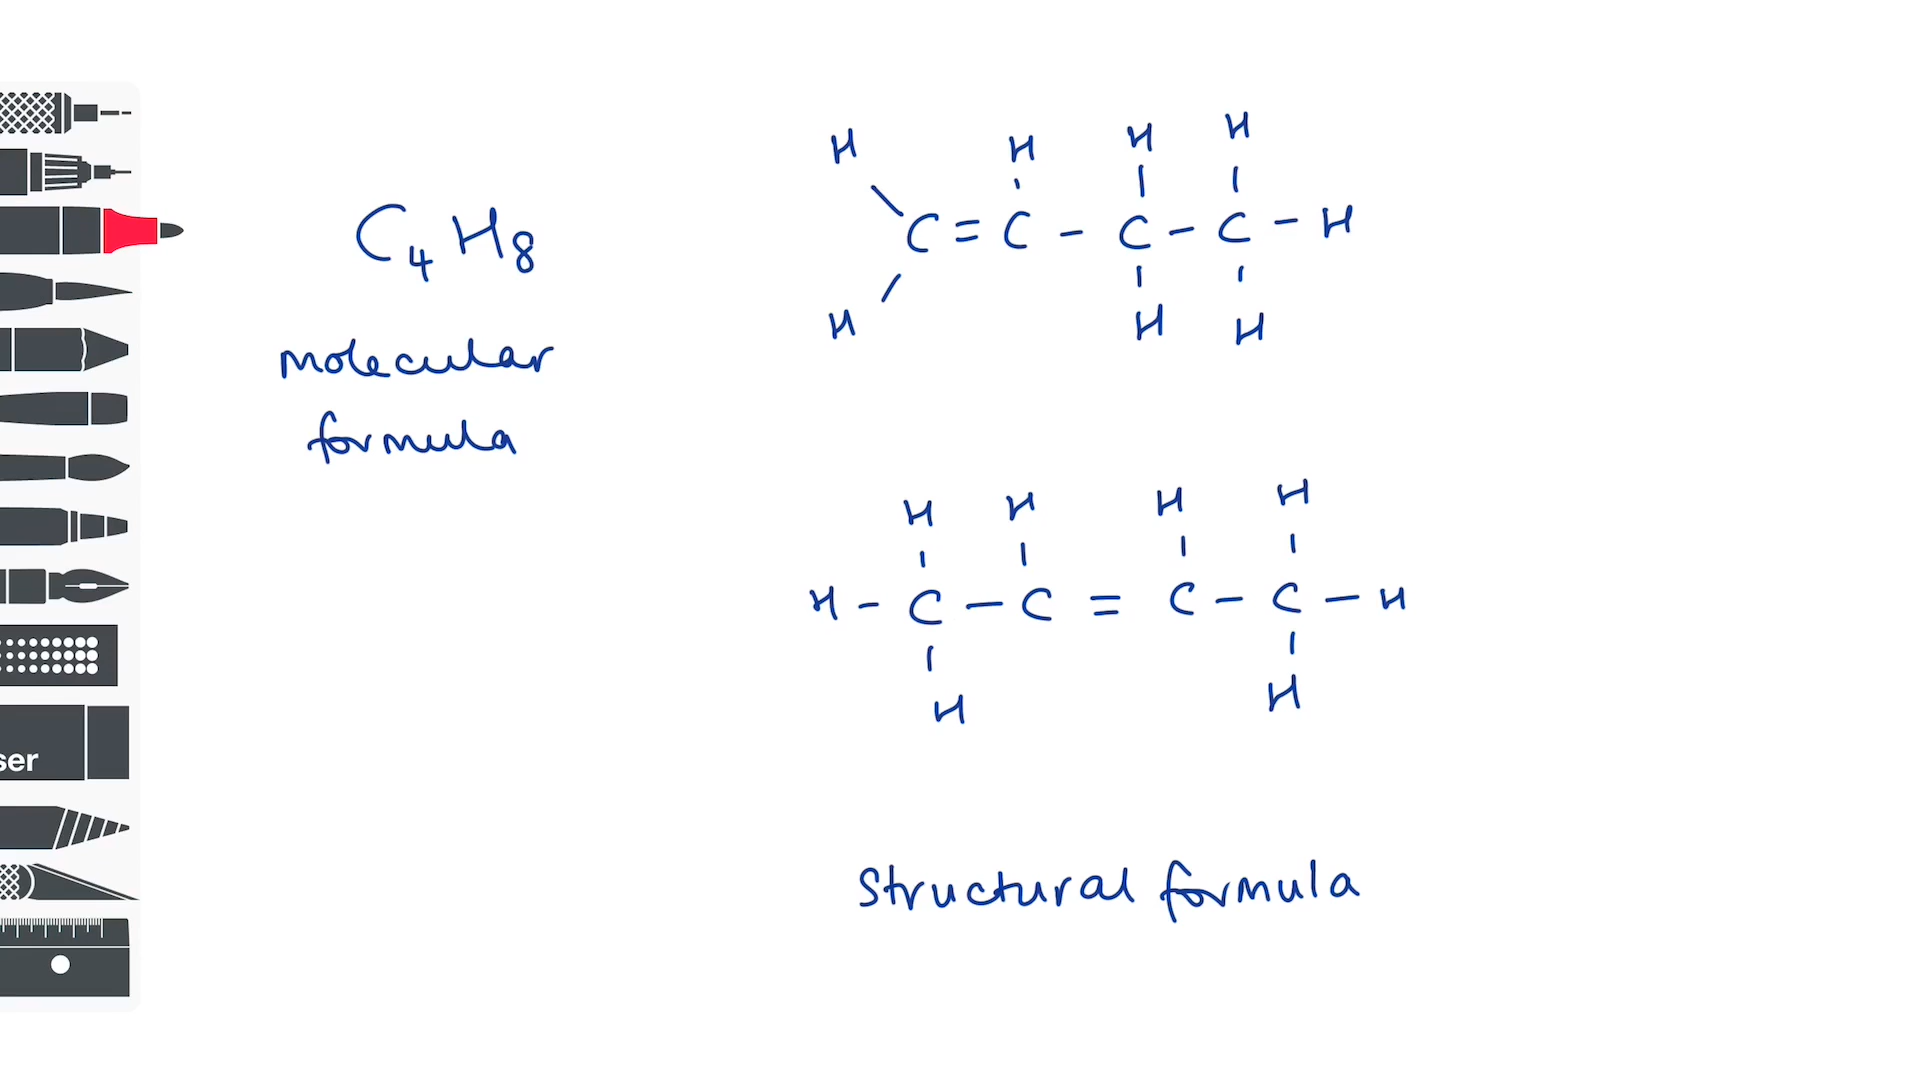 C₄H₈
molecular
formula
H H H H
C = C - C - C - H
H H H
H H H H
H - C - C = C - C - H
H H
Structural formula
ser